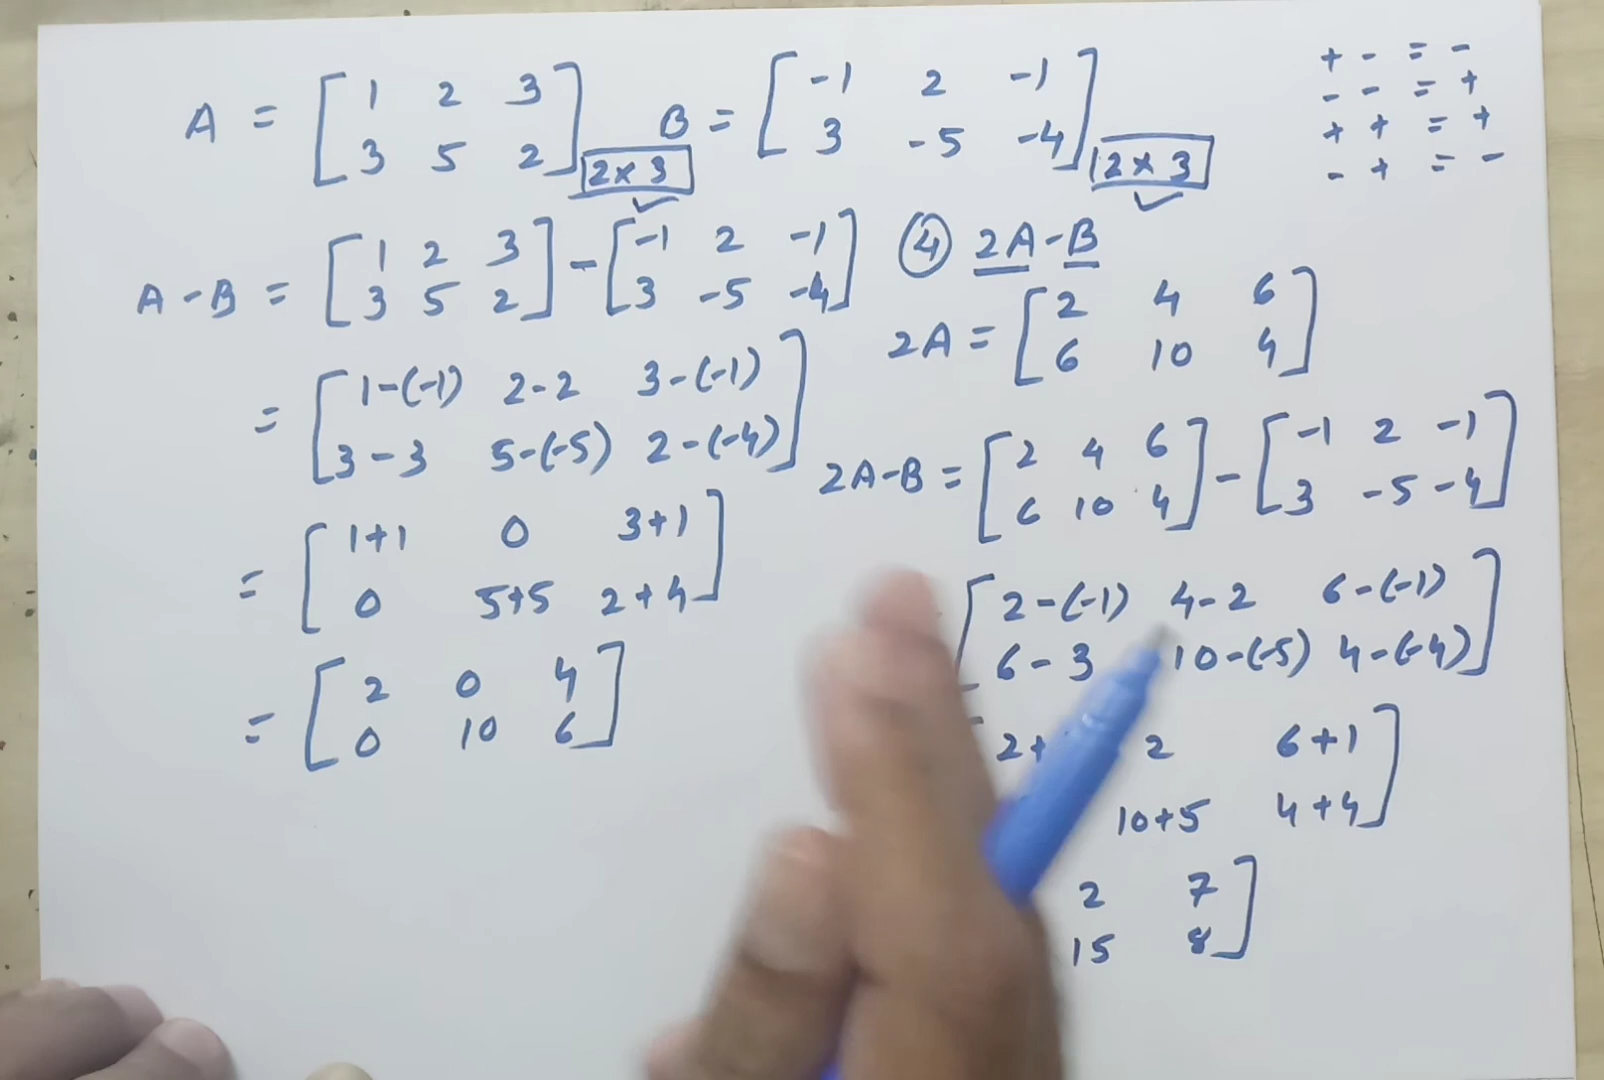 A = [ 1 2 3
3 5 2 ] 2×3
B = [ -1 2 -1
3 -5 -4 ] 2×3
+ - = -
- - = +
+ + = +
- + = -
A-B = [ 1 2 3
3 5 2 ] - [ -1 2 -1
3 -5 -4 ]
= [ 1-(-1) 2-2 3-(-1)
3-3 5-(-5) 2-(-4) ]
= [ 1+1 0 3+1
0 5+5 2+4 ]
= [ 2 0 4
0 10 6 ]
④ 2A-B
2A = [ 2 4 6
6 10 4 ]
2A-B = [ 2 4 6
6 10 4 ] - [ -1 2 -1
3 -5 -4 ]
[ 2-(-1) 4-2 6-(-1)
6-3 10-(-5) 4-(-4) ]
2+ 2 6+1
10+5 4+4 ]
2 7
15 8 ]